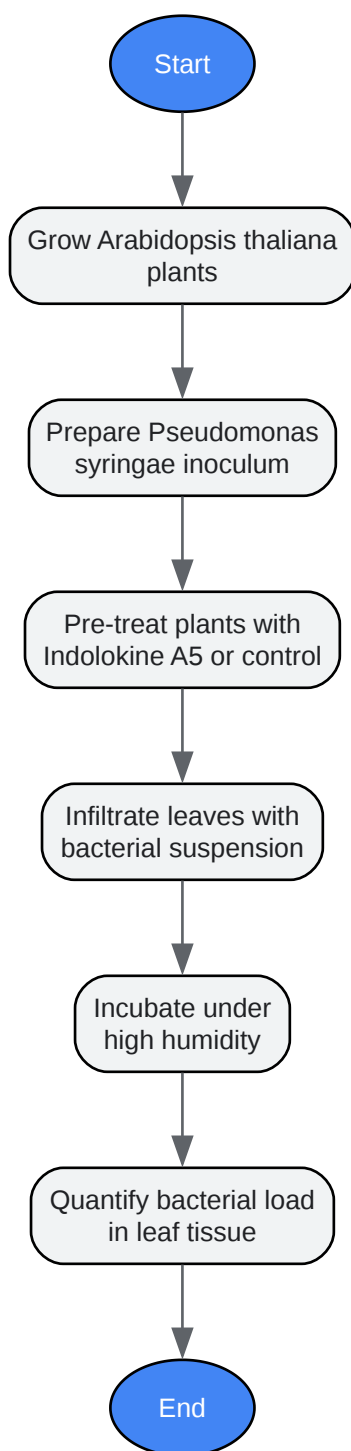 Start
Grow Arabidopsis thaliana
plants
Prepare Pseudomonas
syringae inoculum
Pre-treat plants with
Indolokine A5 or control
Infiltrate leaves with
bacterial suspension
Incubate under
high humidity
Quantify bacterial load
in leaf tissue
End